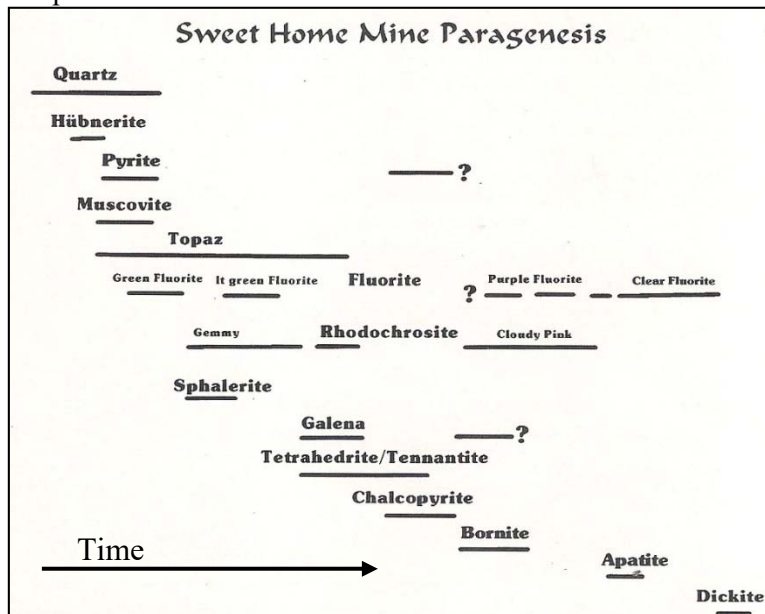 Sweet Home Mine Paragenesis
Quartz
Hübnerite
Pyrite
?
Muscovite
Topaz
Green Fluorite lt green Fluorite Fluorite ? Purple Fluorite Clear Fluorite
Gemmy Rhodochrosite Cloudy Pink
Sphalerite
Galena
?
Tetrahedrite/Tennantite
Chalcopyrite
Bornite
Time
Apatite
Dickite